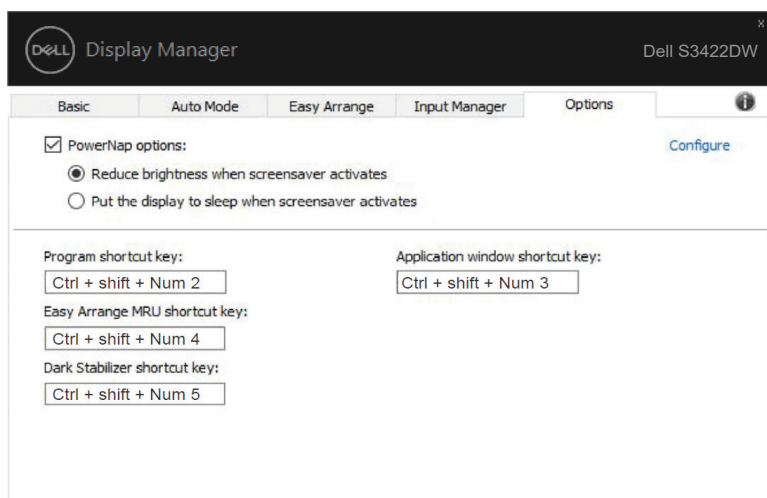 x
DELL Display Manager Dell S3422DW
Basic Auto Mode Easy Arrange Input Manager Options
PowerNap options: Configure
Reduce brightness when screensaver activates
Put the display to sleep when screensaver activates
Program shortcut key: Application window shortcut key:
Ctrl + shift + Num 2 Ctrl + shift + Num 3
Easy Arrange MRU shortcut key:
Ctrl + shift + Num 4
Dark Stabilizer shortcut key:
Ctrl + shift + Num 5